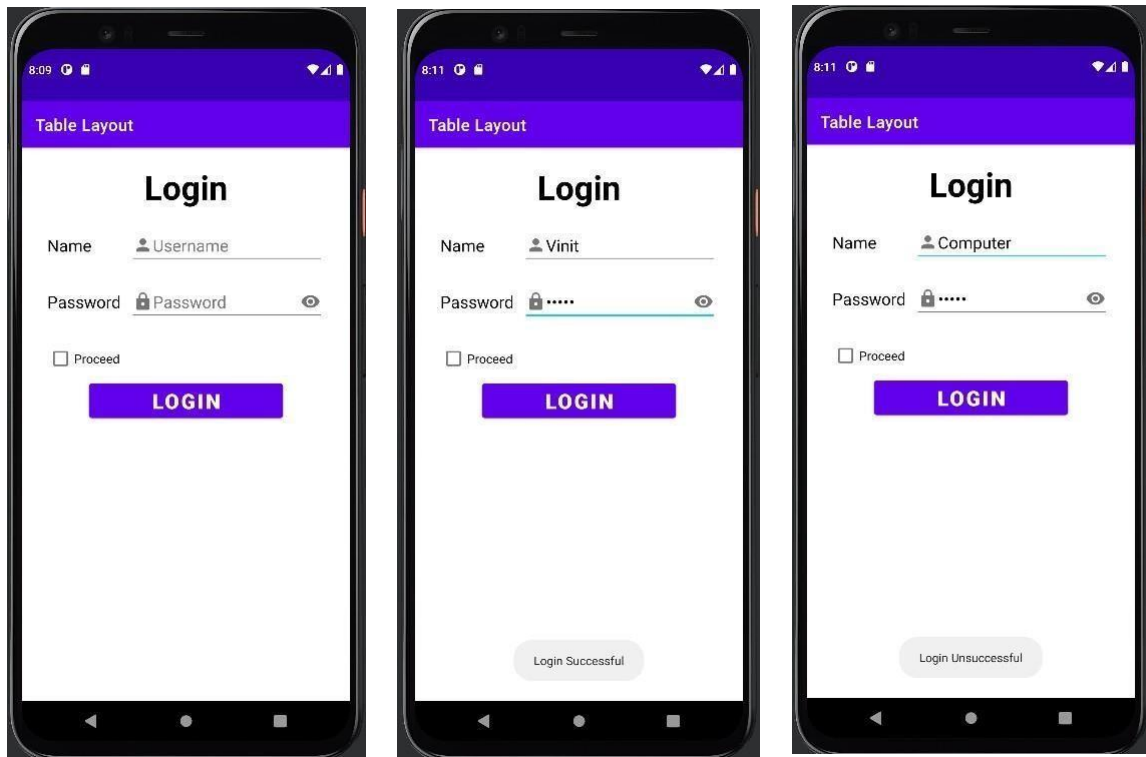 8:09
Table Layout
Login
Name Username
Password Password
Proceed
LOGIN
8:11
Table Layout
Login
Name Vinit
Password •••••
Proceed
LOGIN
Login Successful
8:11
Table Layout
Login
Name Computer
Password •••••
Proceed
LOGIN
Login Unsuccessful